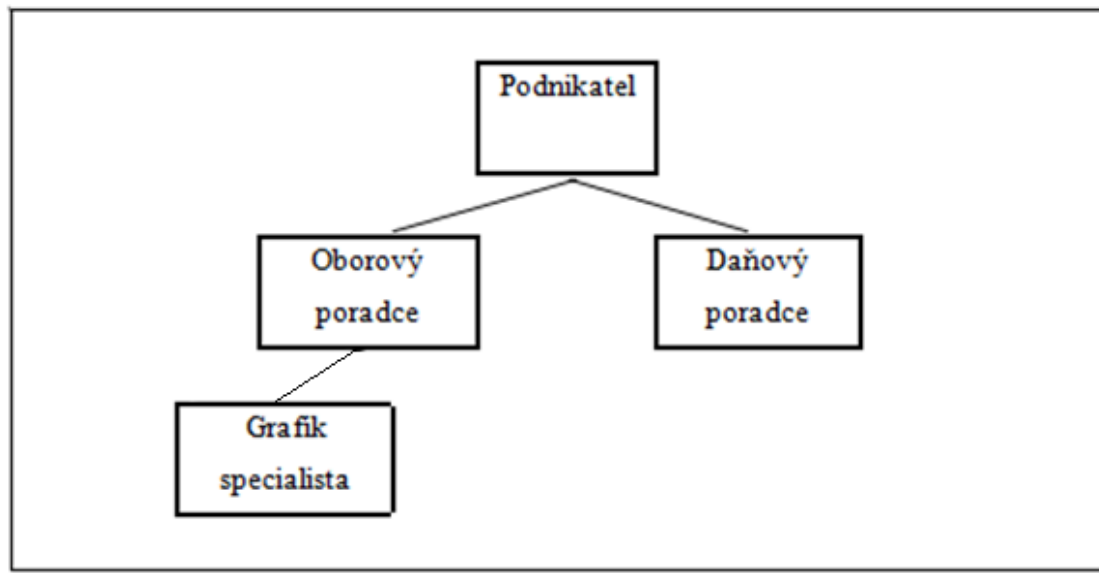 Podnikatel
Oborový
poradce
Daňový
poradce
Grafik
specialista